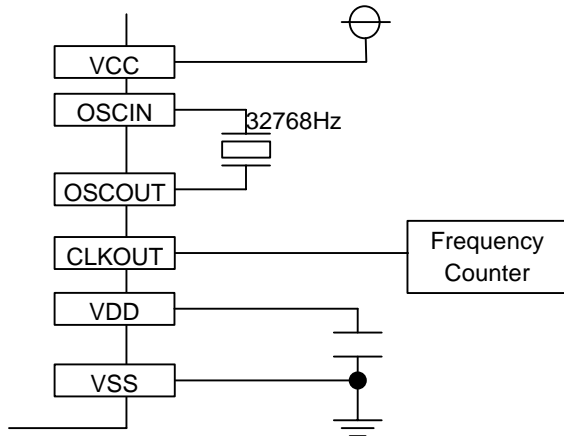 VCC
OSCIN
32768Hz
OSCOUT
CLKOUT
Frequency
Counter
VDD
VSS